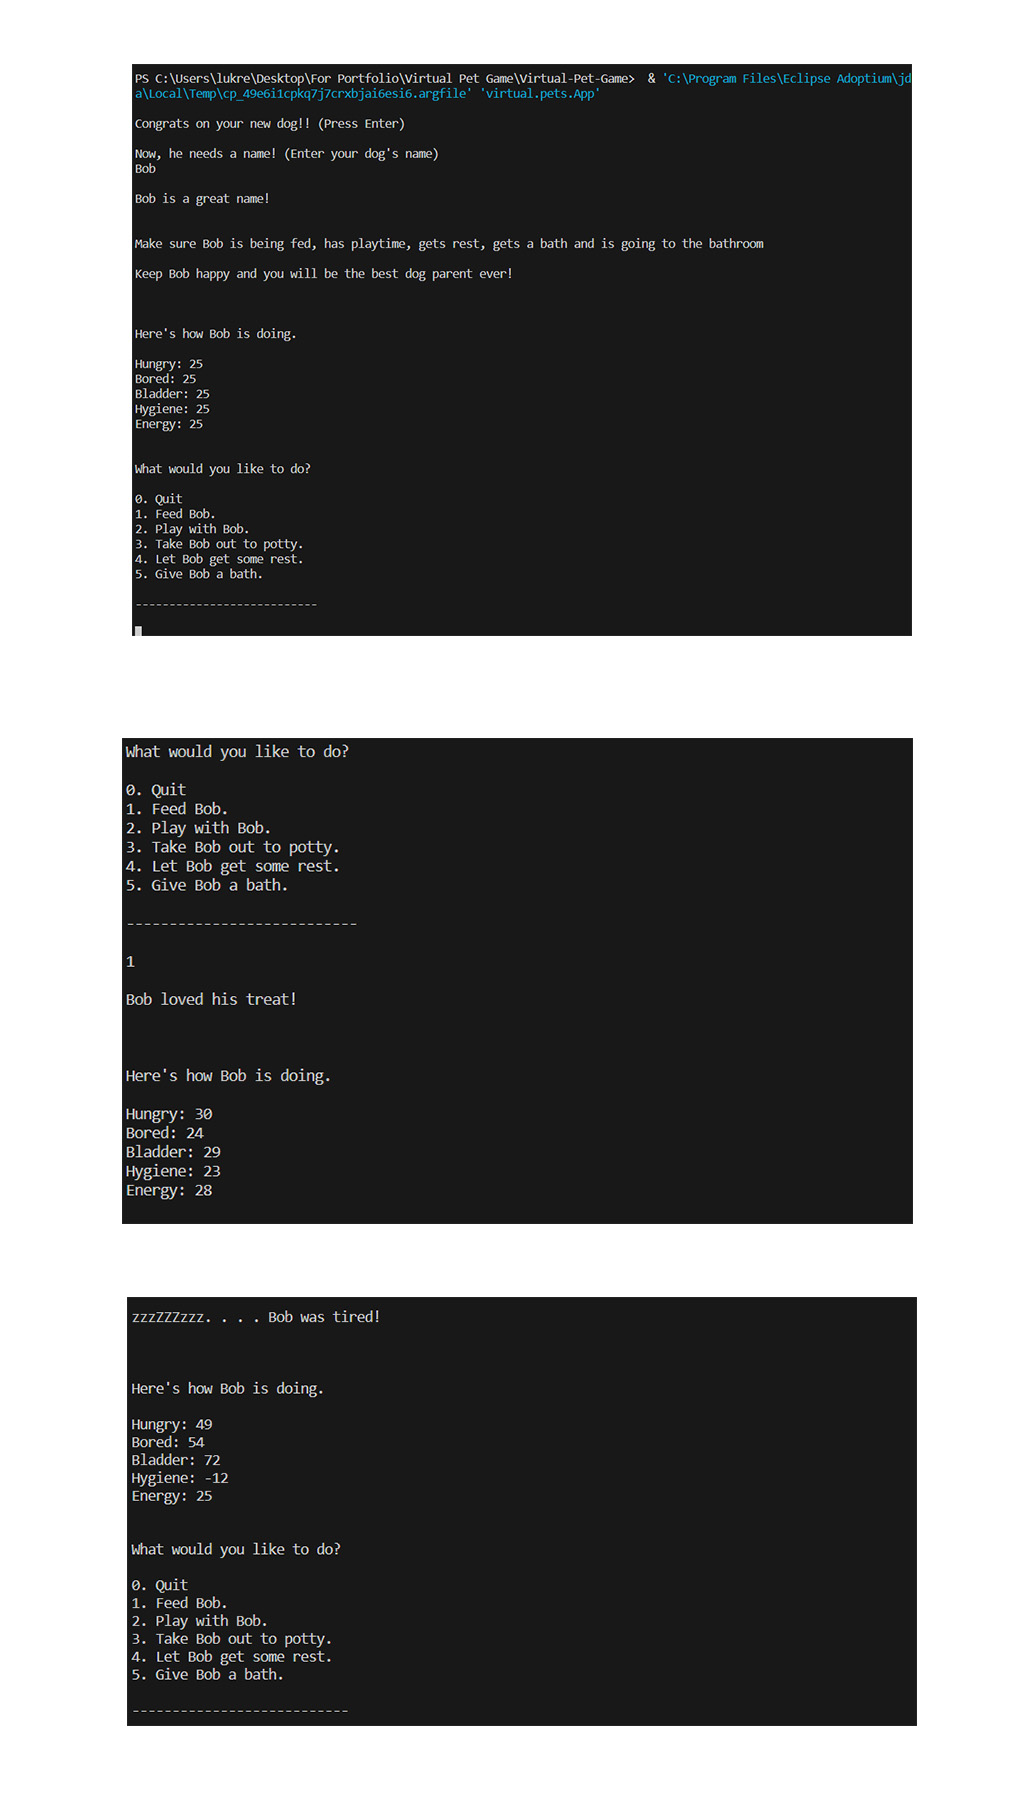 PS C:\Users\lukre\Desktop\For Portfolio\Virtual Pet Game\Virtual-Pet-Game>  & 'C:\Program Files\Eclipse Adoptium\jd
a\Local\Temp\cp_49e6i1cpkq7j7crxbjai6esi6.argfile' 'virtual.pets.App'
Congrats on your new dog!! (Press Enter)
Now, he needs a name! (Enter your dog's name)
Bob
Bob is a great name!
Make sure Bob is being fed, has playtime, gets rest, gets a bath and is going to the bathroom
Keep Bob happy and you will be the best dog parent ever!
Here's how Bob is doing.
Hungry: 25
Bored: 25
Bladder: 25
Hygiene: 25
Energy: 25
What would you like to do?
0. Quit
1. Feed Bob.
2. Play with Bob.
3. Take Bob out to potty.
4. Let Bob get some rest.
5. Give Bob a bath.
---------------------------
What would you like to do?
0. Quit
1. Feed Bob.
2. Play with Bob.
3. Take Bob out to potty.
4. Let Bob get some rest.
5. Give Bob a bath.
---------------------------
1
Bob loved his treat!
Here's how Bob is doing.
Hungry: 30
Bored: 24
Bladder: 29
Hygiene: 23
Energy: 28
zzzZZZzzz. . . . Bob was tired!
Here's how Bob is doing.
Hungry: 49
Bored: 54
Bladder: 72
Hygiene: -12
Energy: 25
What would you like to do?
0. Quit
1. Feed Bob.
2. Play with Bob.
3. Take Bob out to potty.
4. Let Bob get some rest.
5. Give Bob a bath.
---------------------------